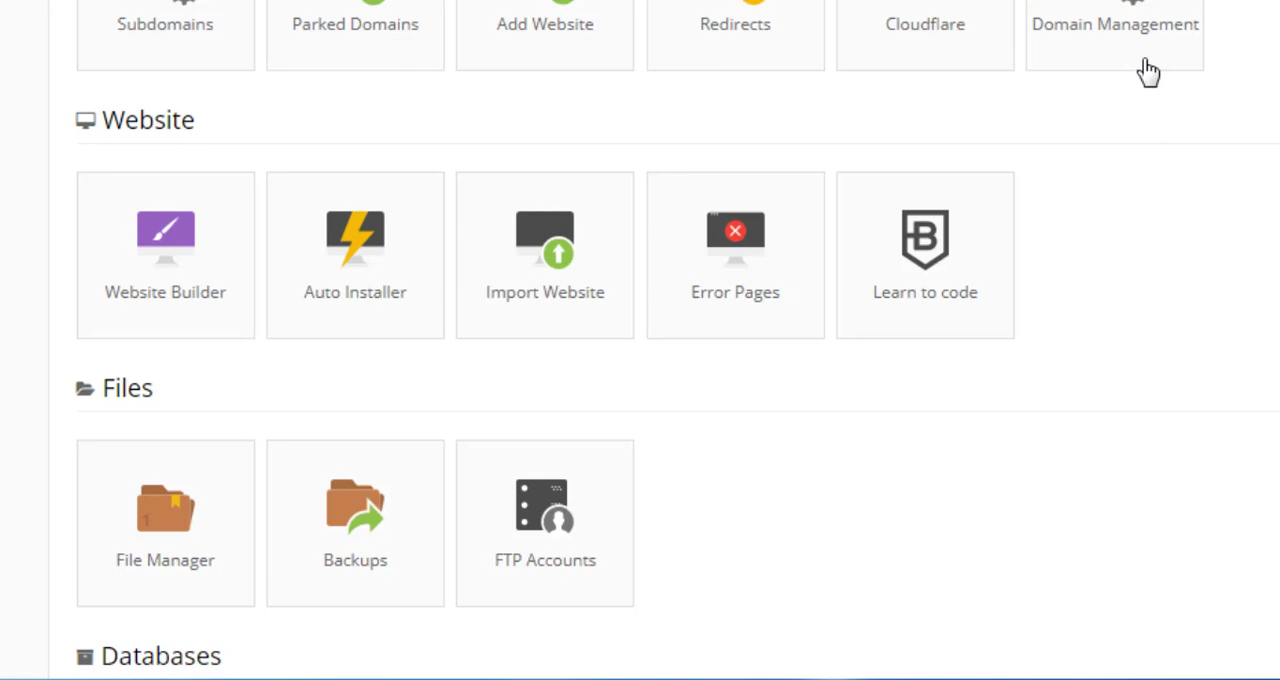 Subdomains Parked Domains Add Website Redirects Cloudflare Domain Management
Website
Website Builder Auto Installer Import Website Error Pages Learn to code
Files
1
File Manager Backups FTP Accounts
Databases